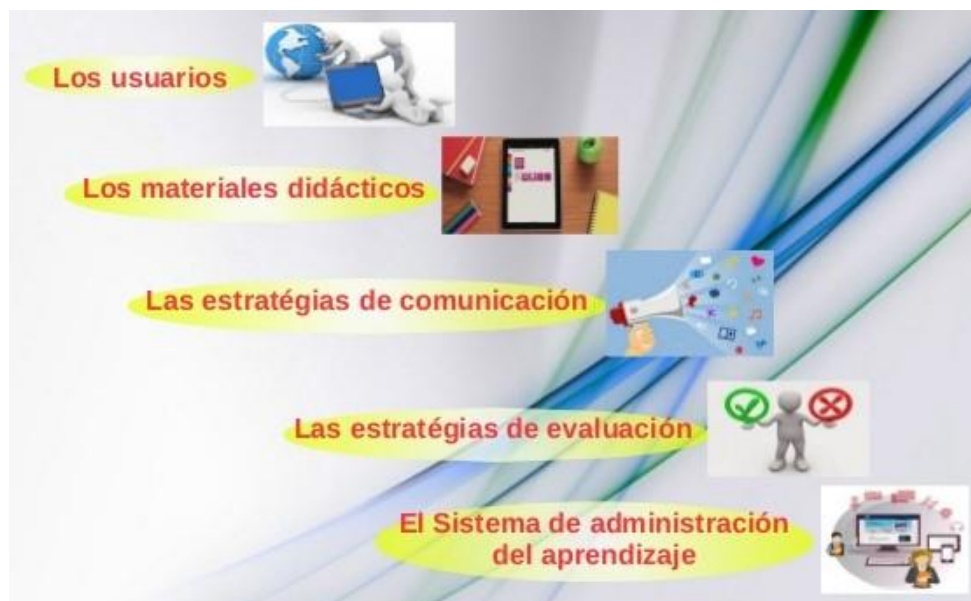 Los usuarios
Los materiales didácticos
Las estratégias de comunicación
Las estratégias de evaluación
El Sistema de administración
del aprendizaje